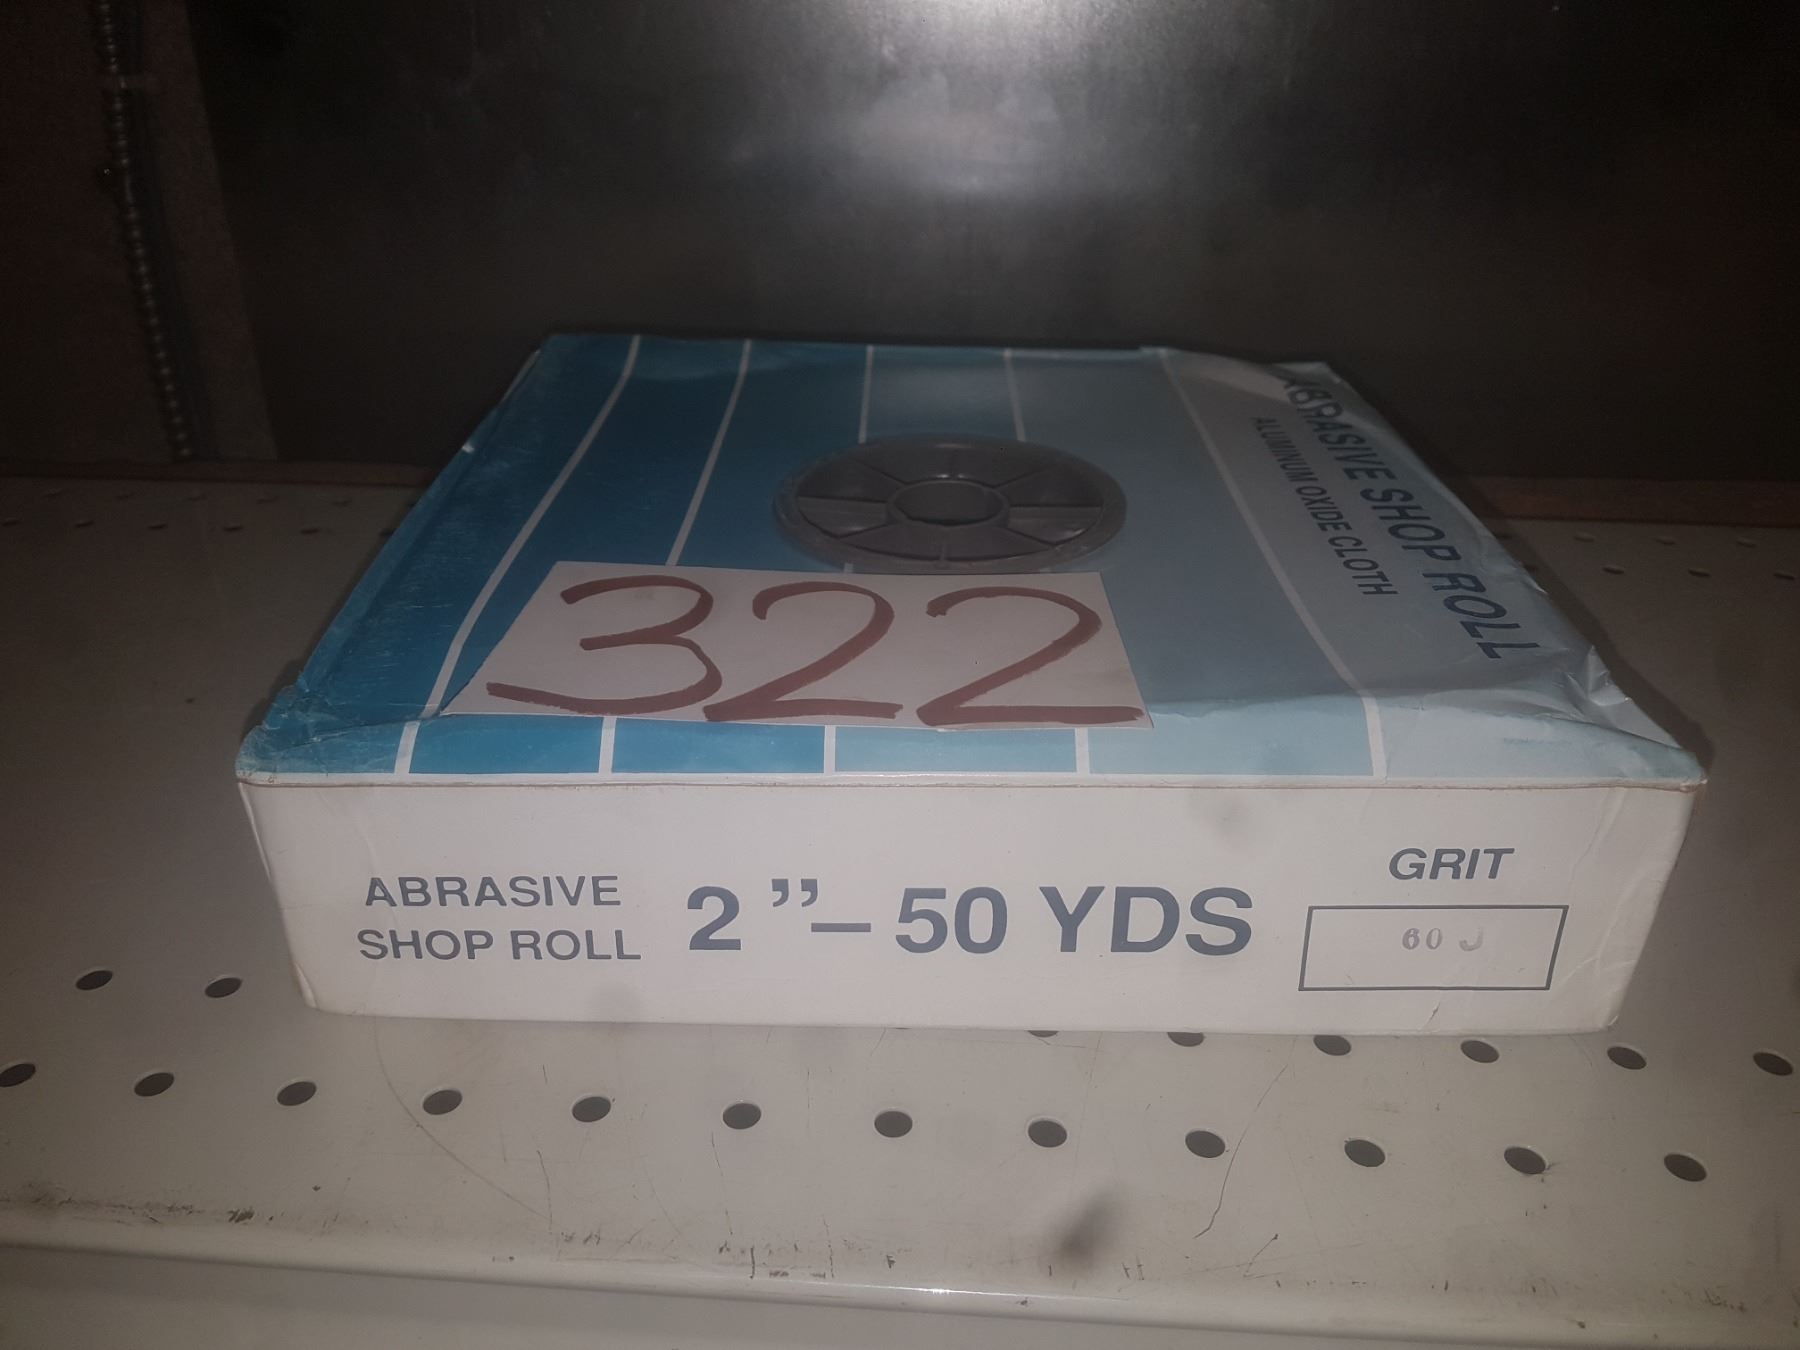 ABRASIVE SHOP ROLL
ALUMINUM OXIDE CLOTH
322
ABRASIVE
SHOP ROLL
2"– 50 YDS
GRIT
60 J